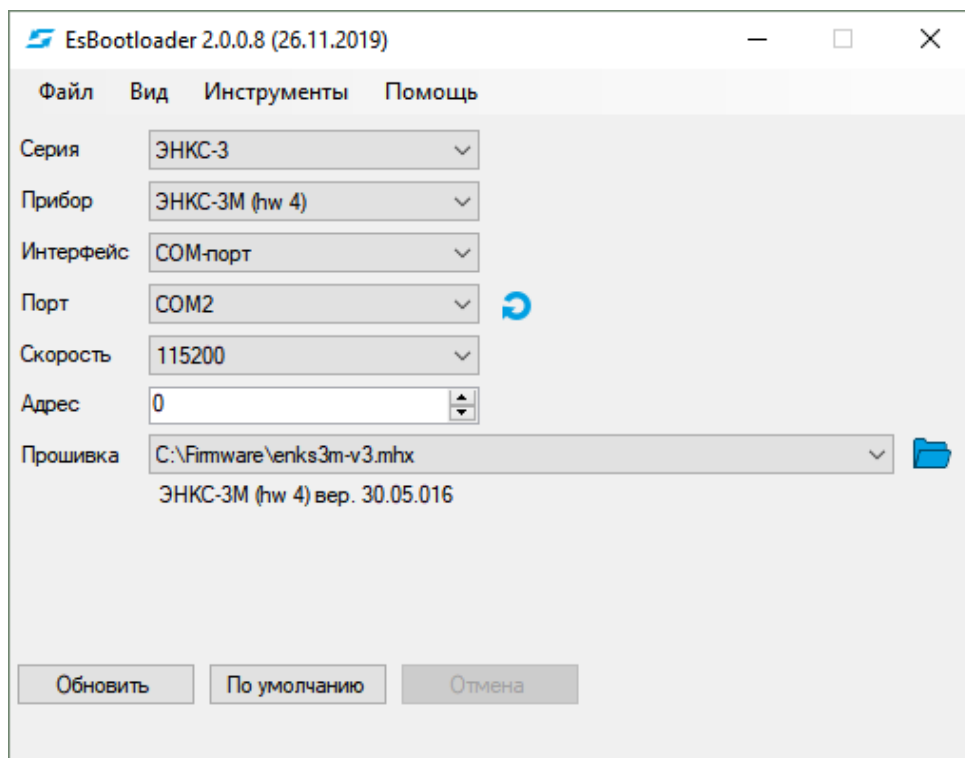 EsBootloader 2.0.0.8 (26.11.2019)
Файл Вид Инструменты Помощь
Серия ЭНКС-3
Прибор ЭНКС-3М (hw 4)
Интерфейс COM-порт
Порт COM2
Скорость 115200
Адрес 0
Прошивка C:\Firmware\enks3m-v3.mhx
ЭНКС-3М (hw 4) вер. 30.05.016
Обновить По умолчанию Отмена